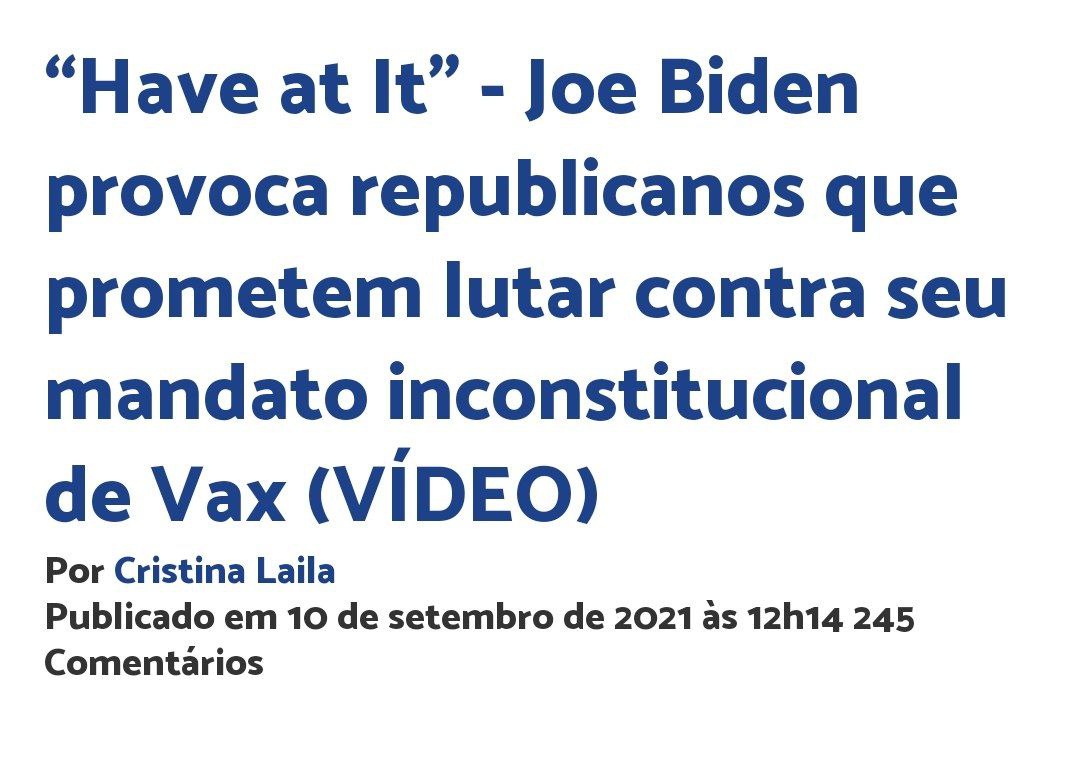 “Have at It” - Joe Biden
provoca republicanos que
prometem lutar contra seu
mandato inconstitucional
de Vax (VÍDEO)
Por Cristina Laila
Publicado em 10 de setembro de 2021 às 12h14 245
Comentários